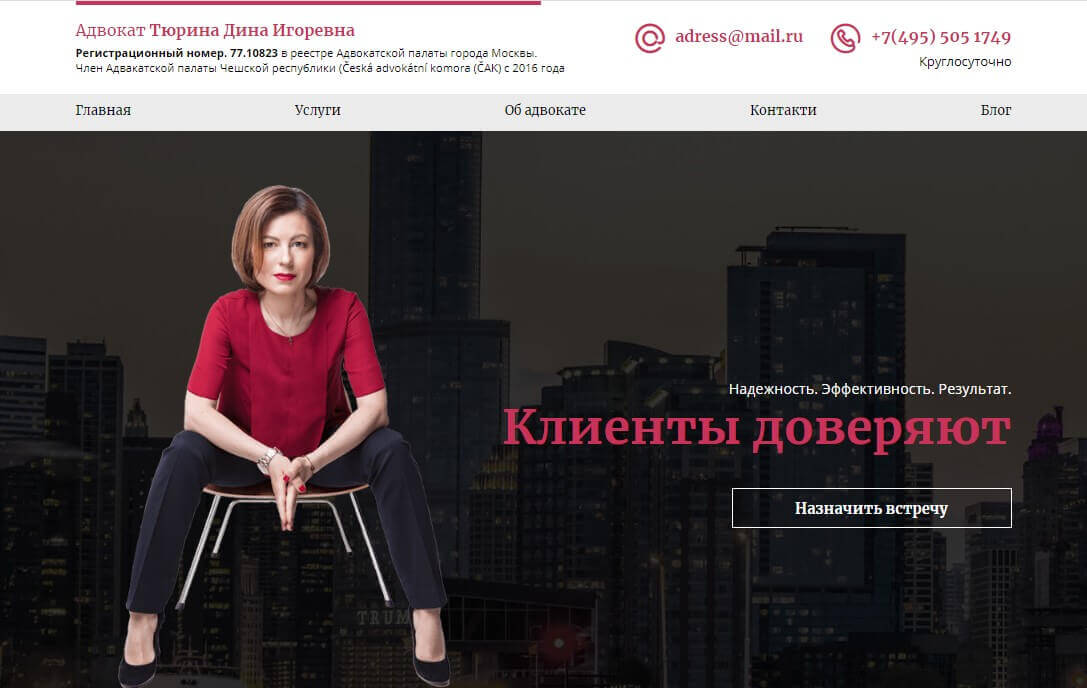 Адвокат Тюрина Дина Игоревна
Регистрационный номер. 77.10823 в реестре Адвокатской палаты города Москвы.
Член Адвакатской палаты Чешской республики (Česká advokátní komora (ČAK) с 2016 года
adress@mail.ru
+7(495) 505 1749
Круглосуточно
Главная Услуги Об адвокате Контакти Блог
Надежность. Эффективность. Результат.
Клиенты доверяют
Назначить встречу
TRUM